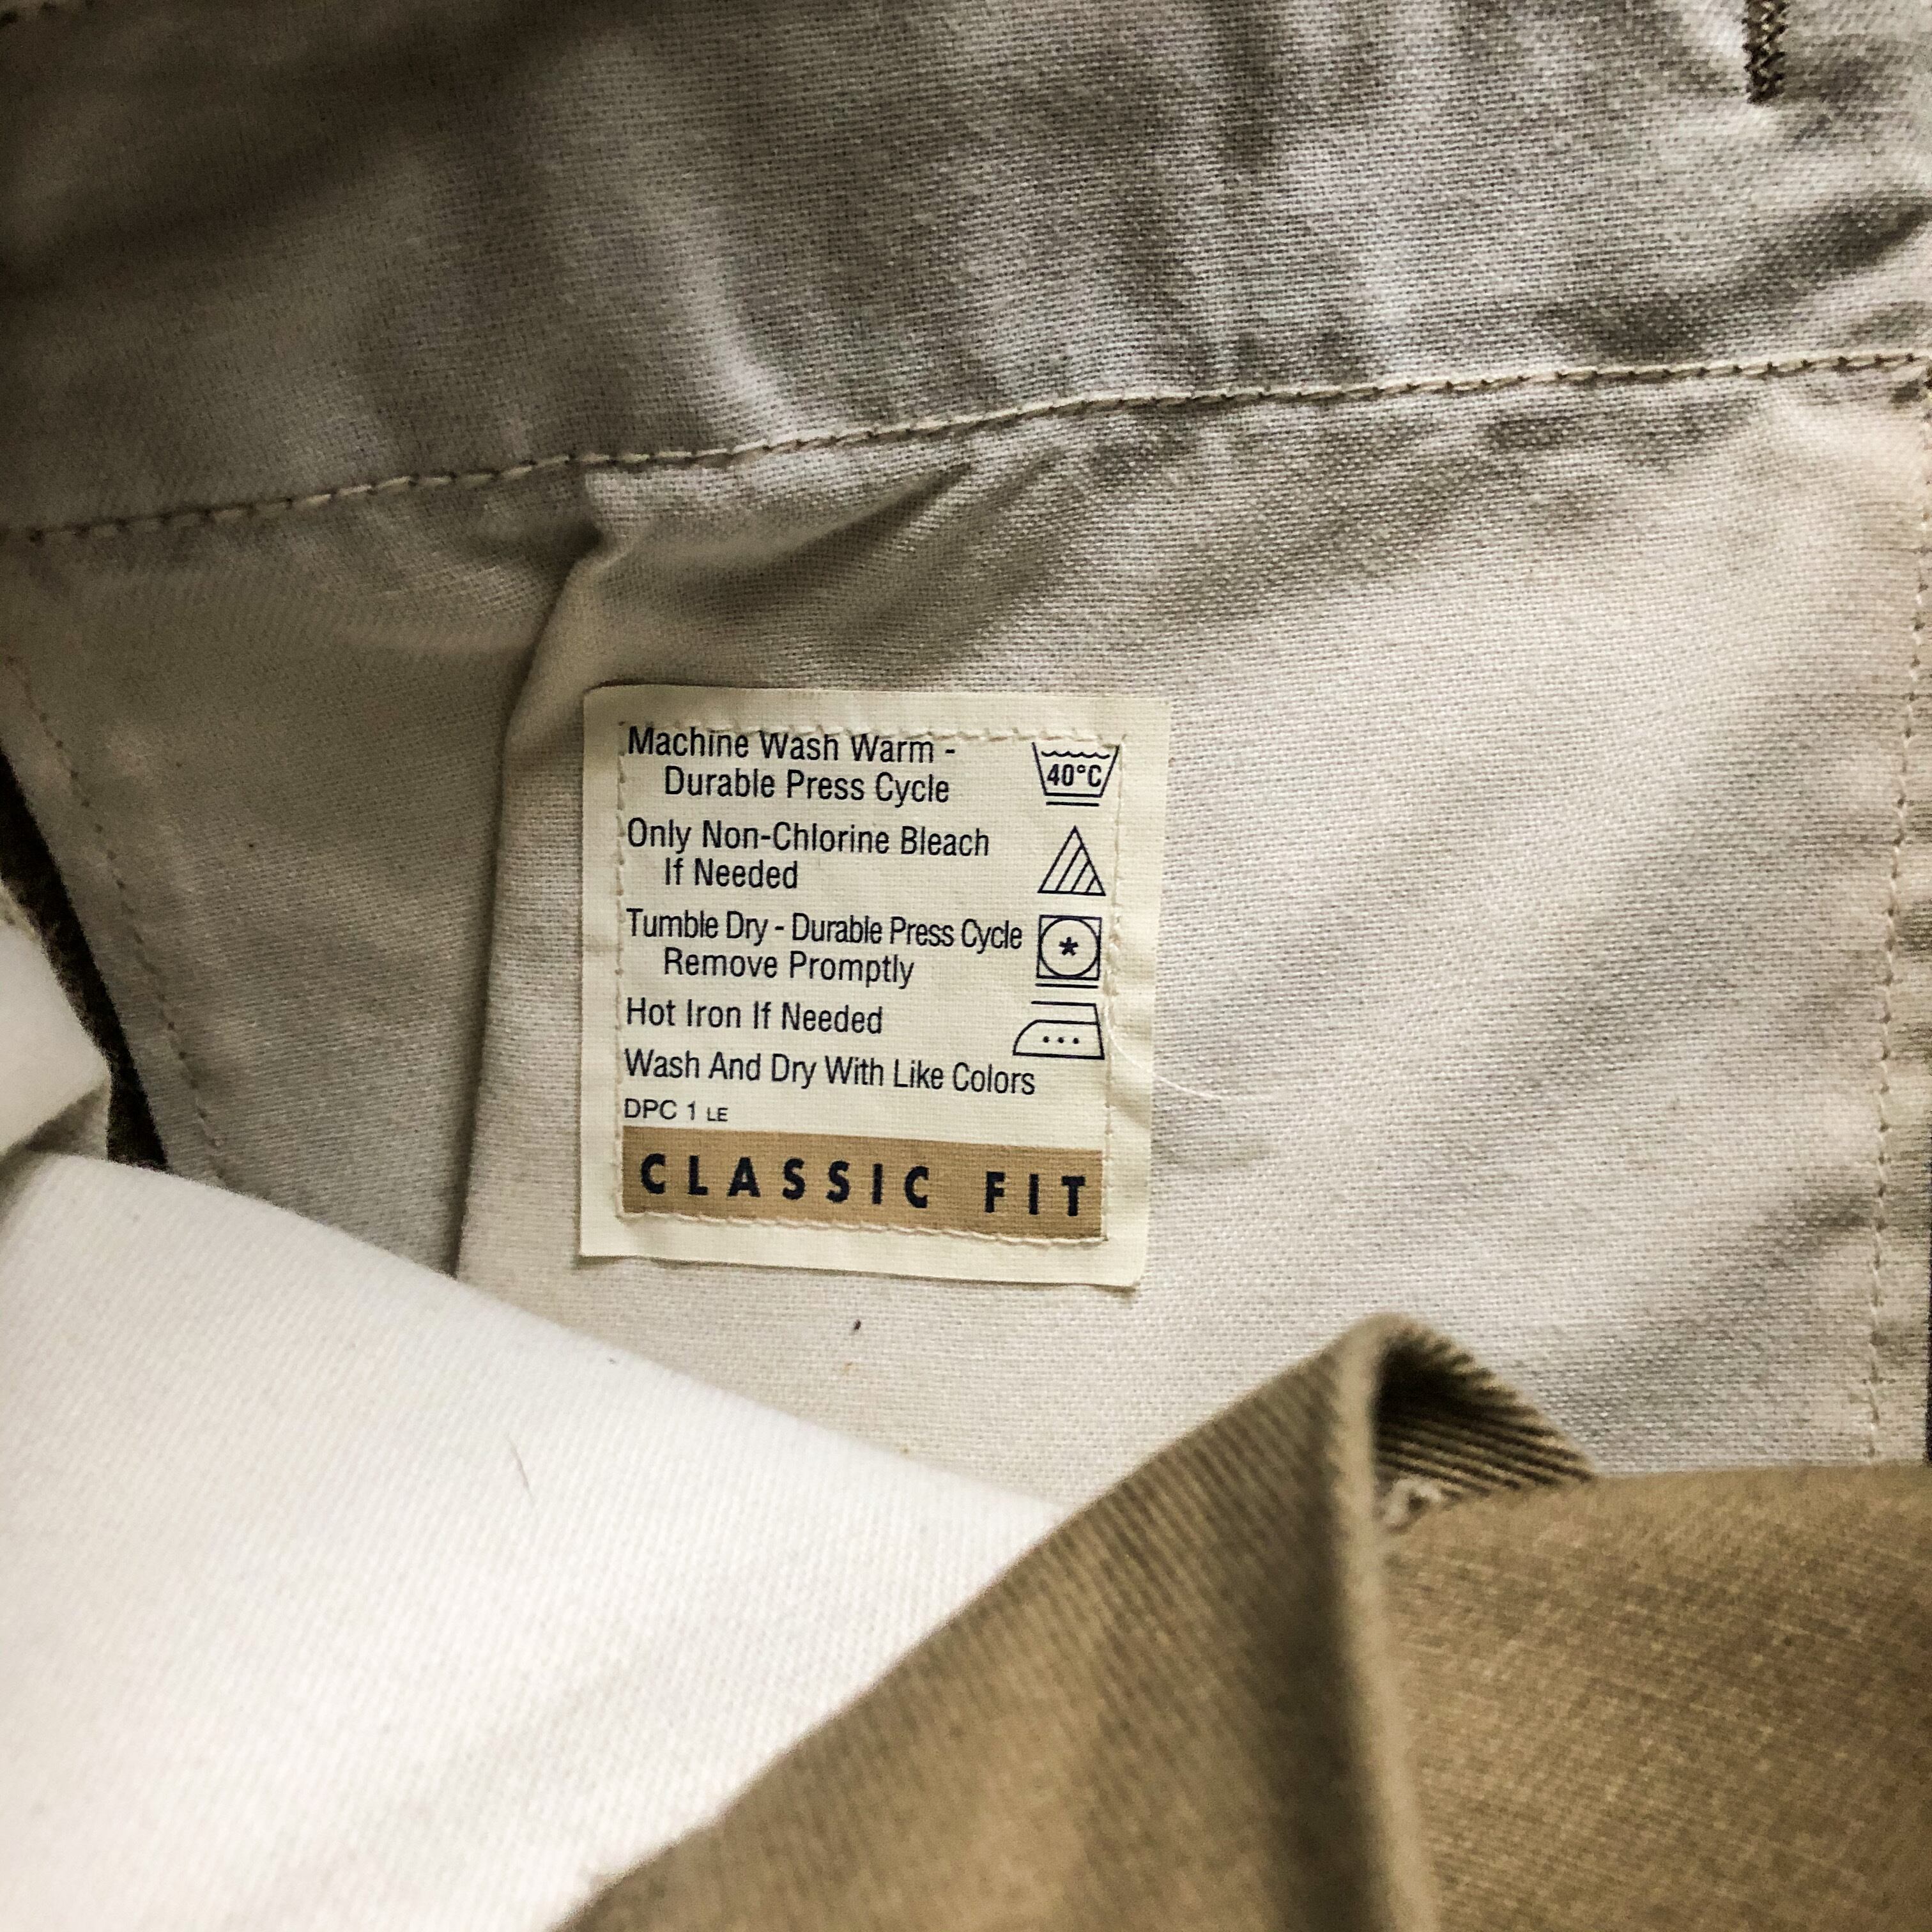 Machine Wash Warm -
Durable Press Cycle
40°C
Only Non-Chlorine Bleach
If Needed
Tumble Dry - Durable Press Cycle
Remove Promptly
Hot Iron If Needed
Wash And Dry With Like Colors
DPC 1 LE
CLASSIC FIT